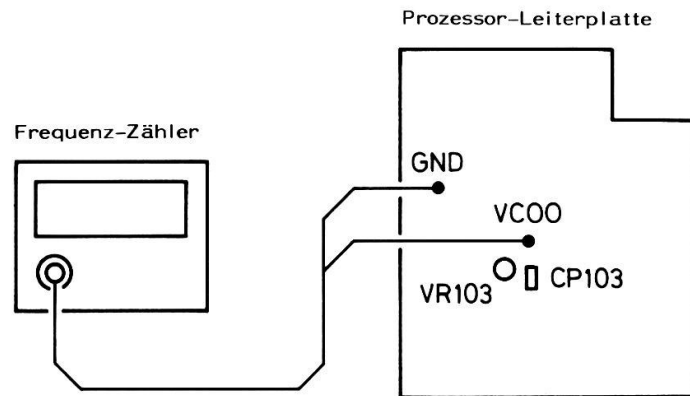 Prozessor-Leiterplatte
Frequenz-Zähler
GND
VCOO
VR103
CP103